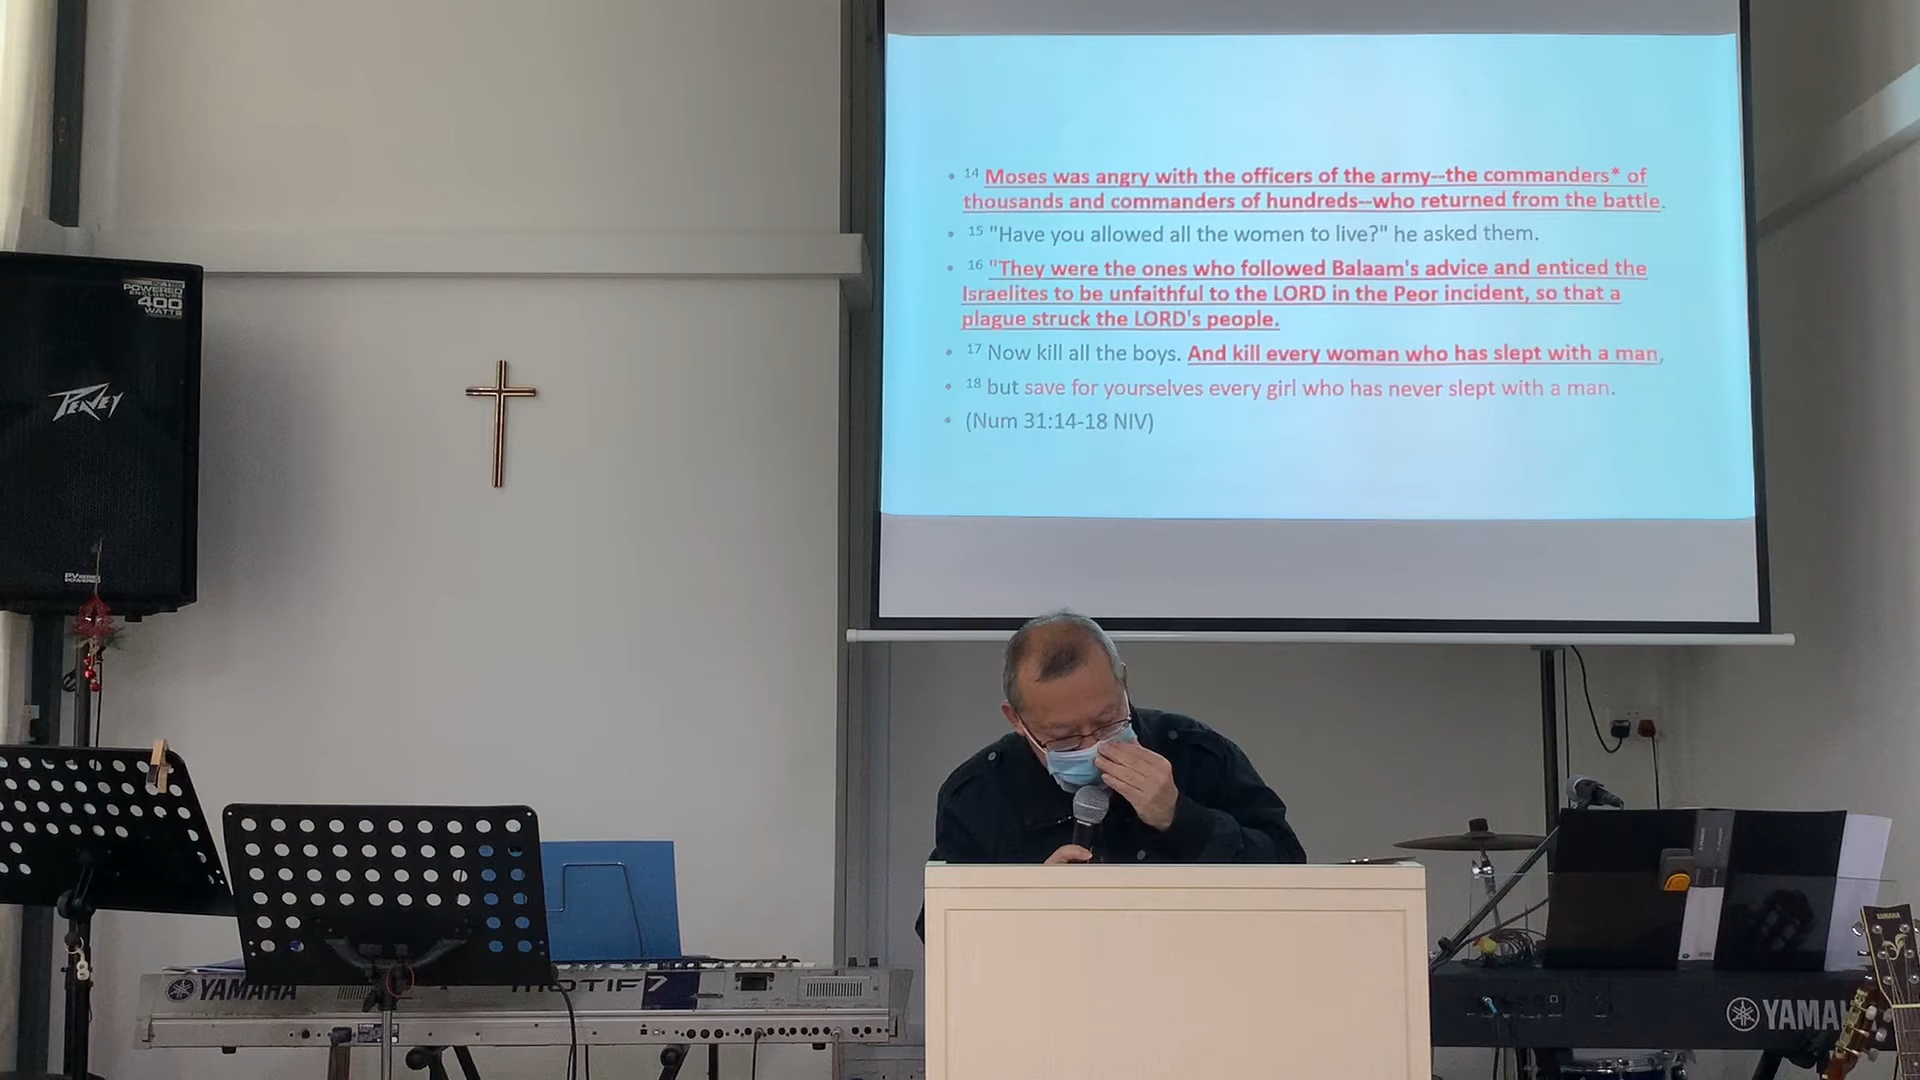 14 Moses was angry with the officers of the army--the commanders* of
thousands and commanders of hundreds--who returned from the battle.
15 "Have you allowed all the women to live?" he asked them.
16 "They were the ones who followed Balaam's advice and enticed the
Israelites to be unfaithful to the LORD in the Peor incident, so that a
plague struck the LORD's people.
17 Now kill all the boys. And kill every woman who has slept with a man,
18 but save for yourselves every girl who has never slept with a man.
(Num 31:14-18 NIV)
POWERED
400
WATTS
PEAVEY
YAMAHA
MOTIF 7
YAMAHA
YAMAHA